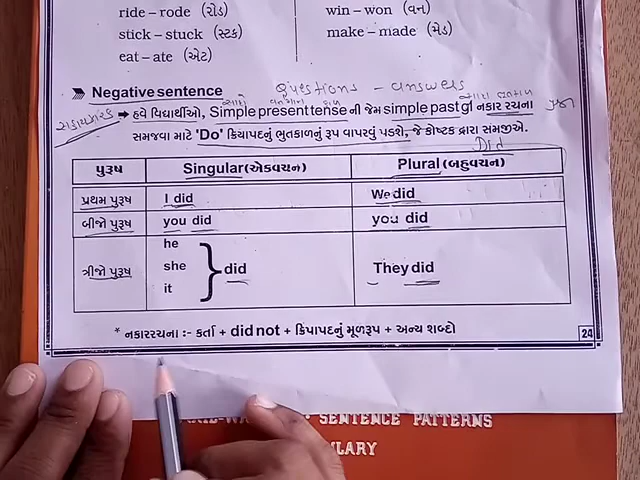 ride – rode (રોડ)
win – won (વન)
stick – stuck (સ્ટક)
make – made (મેડ)
eat – ate (એટ)
Negative sentence Questions - answers
→ હવે વિદ્યાર્થીઓ, Simple present tense ની જેમ simple past ની નકાર રચના
સમજવા માટે 'Do' ક્રિયાપદનું ભુતકાળનું રૂપ વાપરવું પડશે, જે કોષ્ટક દ્વારા સમજીએ.
Did
પુરૂષ Singular (એકવચન) Plural (બહુવચન)
પ્રથમ પુરૂષ I did We did
બીજો પુરૂષ you did you did
ત્રીજો પુરૂષ he she it } did They did
* નકારરચના :- કર્તા + did not + ક્રિપાપદનું મૂળરૂપ + અન્ય શબ્દો
24
SENTENCE PATTERNS